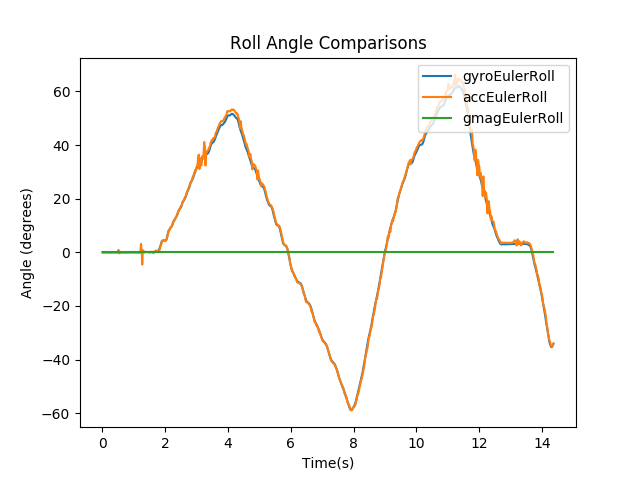 Roll Angle Comparisons
gyroEulerRoll
accEulerRoll
gmagEulerRoll
Angle (degrees)
60
40
20
0
−20
−40
−60
0 2 4 6 8 10 12 14
Time(s)